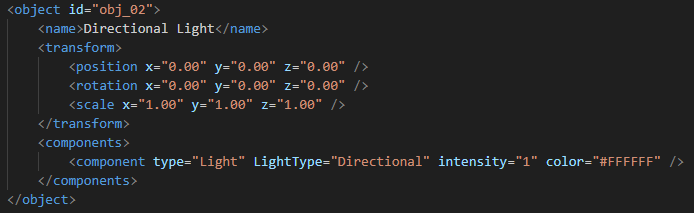 <object id="obj_02">
    <name>Directional Light</name>
    <transform>
        <position x="0.00" y="0.00" z="0.00" />
        <rotation x="0.00" y="0.00" z="0.00" />
        <scale x="1.00" y="1.00" z="1.00" />
    </transform>
    <components>
        <component type="Light" LightType="Directional" intensity="1" color="#FFFFFF" />
    </components>
</object>